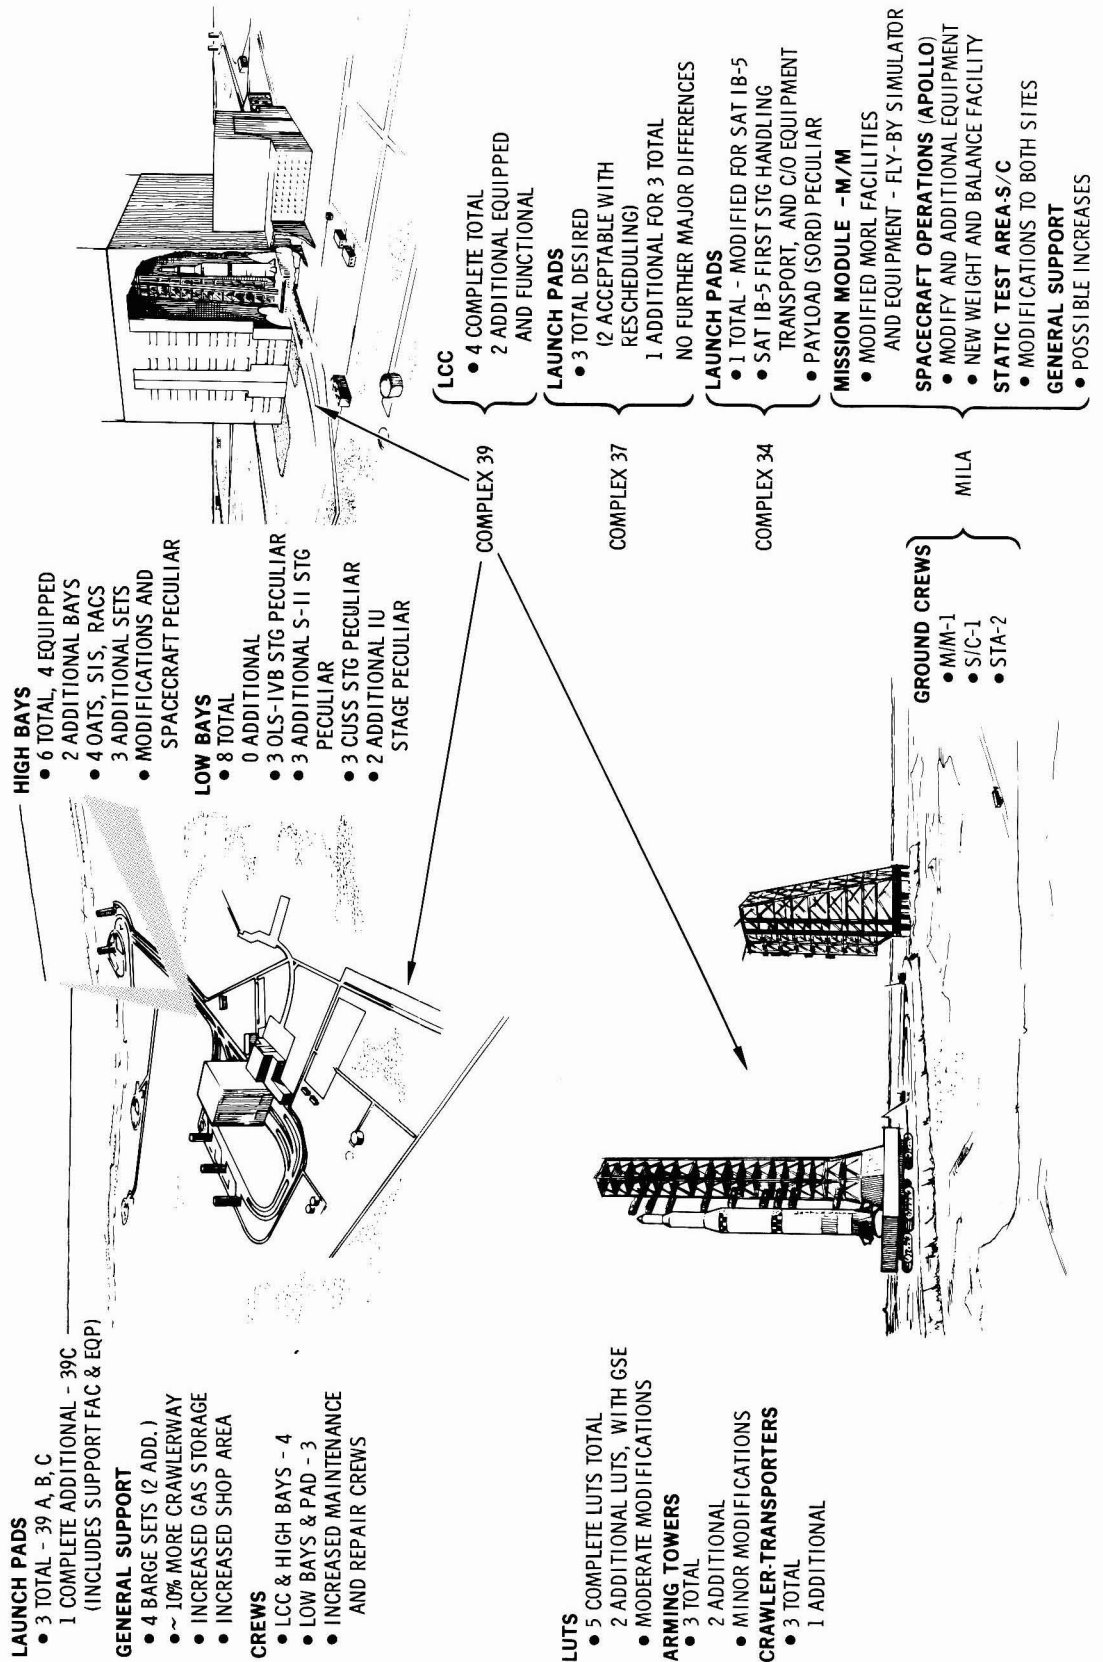 LAUNCH PADS
• 3 TOTAL - 39 A, B, C
1 COMPLETE ADDITIONAL - 39C
(INCLUDES SUPPORT FAC & EQP)
GENERAL SUPPORT
• 4 BARGE SETS (2 ADD.)
• ~ 10% MORE CRAWLERWAY
• INCREASED GAS STORAGE
• INCREASED SHOP AREA
CREWS
• LCC & HIGH BAYS - 4
• LOW BAYS & PAD - 3
• INCREASED MAINTENANCE
AND REPAIR CREWS
HIGH BAYS
• 6 TOTAL, 4 EQUIPPED
2 ADDITIONAL BAYS
• 4 OATS, SIS, RACS
3 ADDITIONAL SETS
• MODIFICATIONS AND
SPACECRAFT PECULIAR
LOW BAYS
• 8 TOTAL
0 ADDITIONAL
• 3 OLS-IVB STG PECULIAR
• 3 ADDITIONAL S-II STG
PECULIAR
• 3 CUSS STG PECULIAR
• 2 ADDITIONAL IU
STAGE PECULIAR
LUTS
• 5 COMPLETE LUTS TOTAL
2 ADDITIONAL LUTS, WITH GSE
• MODERATE MODIFICATIONS
ARMING TOWERS
• 3 TOTAL
2 ADDITIONAL
• MINOR MODIFICATIONS
CRAWLER-TRANSPORTERS
• 3 TOTAL
1 ADDITIONAL
COMPLEX 39
LCC
• 4 COMPLETE TOTAL
2 ADDITIONAL EQUIPPED
AND FUNCTIONAL
COMPLEX 37
LAUNCH PADS
• 3 TOTAL DESIRED
(2 ACCEPTABLE WITH
RESCHEDULING)
1 ADDITIONAL FOR 3 TOTAL
NO FURTHER MAJOR DIFFERENCES
COMPLEX 34
LAUNCH PADS
• 1 TOTAL - MODIFIED FOR SAT IB-5
• SAT IB-5 FIRST STG HANDLING
TRANSPORT, AND C/O EQUIPMENT
• PAYLOAD (SORD) PECULIAR
GROUND CREWS
• M/M-1
• S/C-1
• STA-2
MILA
MISSION MODULE -M/M
• MODIFIED MORL FACILITIES
AND EQUIPMENT - FLY-BY SIMULATOR
SPACECRAFT OPERATIONS (APOLLO)
• MODIFY AND ADDITIONAL EQUIPMENT
• NEW WEIGHT AND BALANCE FACILITY
STATIC TEST AREA-S/C
• MODIFICATIONS TO BOTH SITES
GENERAL SUPPORT
• POSSIBLE INCREASES